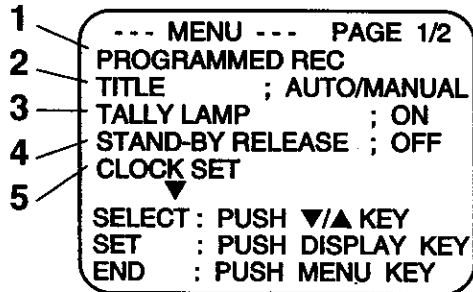 1
2
3
4
5
--- MENU --- PAGE 1/2
PROGRAMMED REC
TITLE ; AUTO/MANUAL
TALLY LAMP ; ON
STAND-BY RELEASE ; OFF
CLOCK SET
▼
SELECT : PUSH ▼/▲ KEY
SET : PUSH DISPLAY KEY
END : PUSH MENU KEY